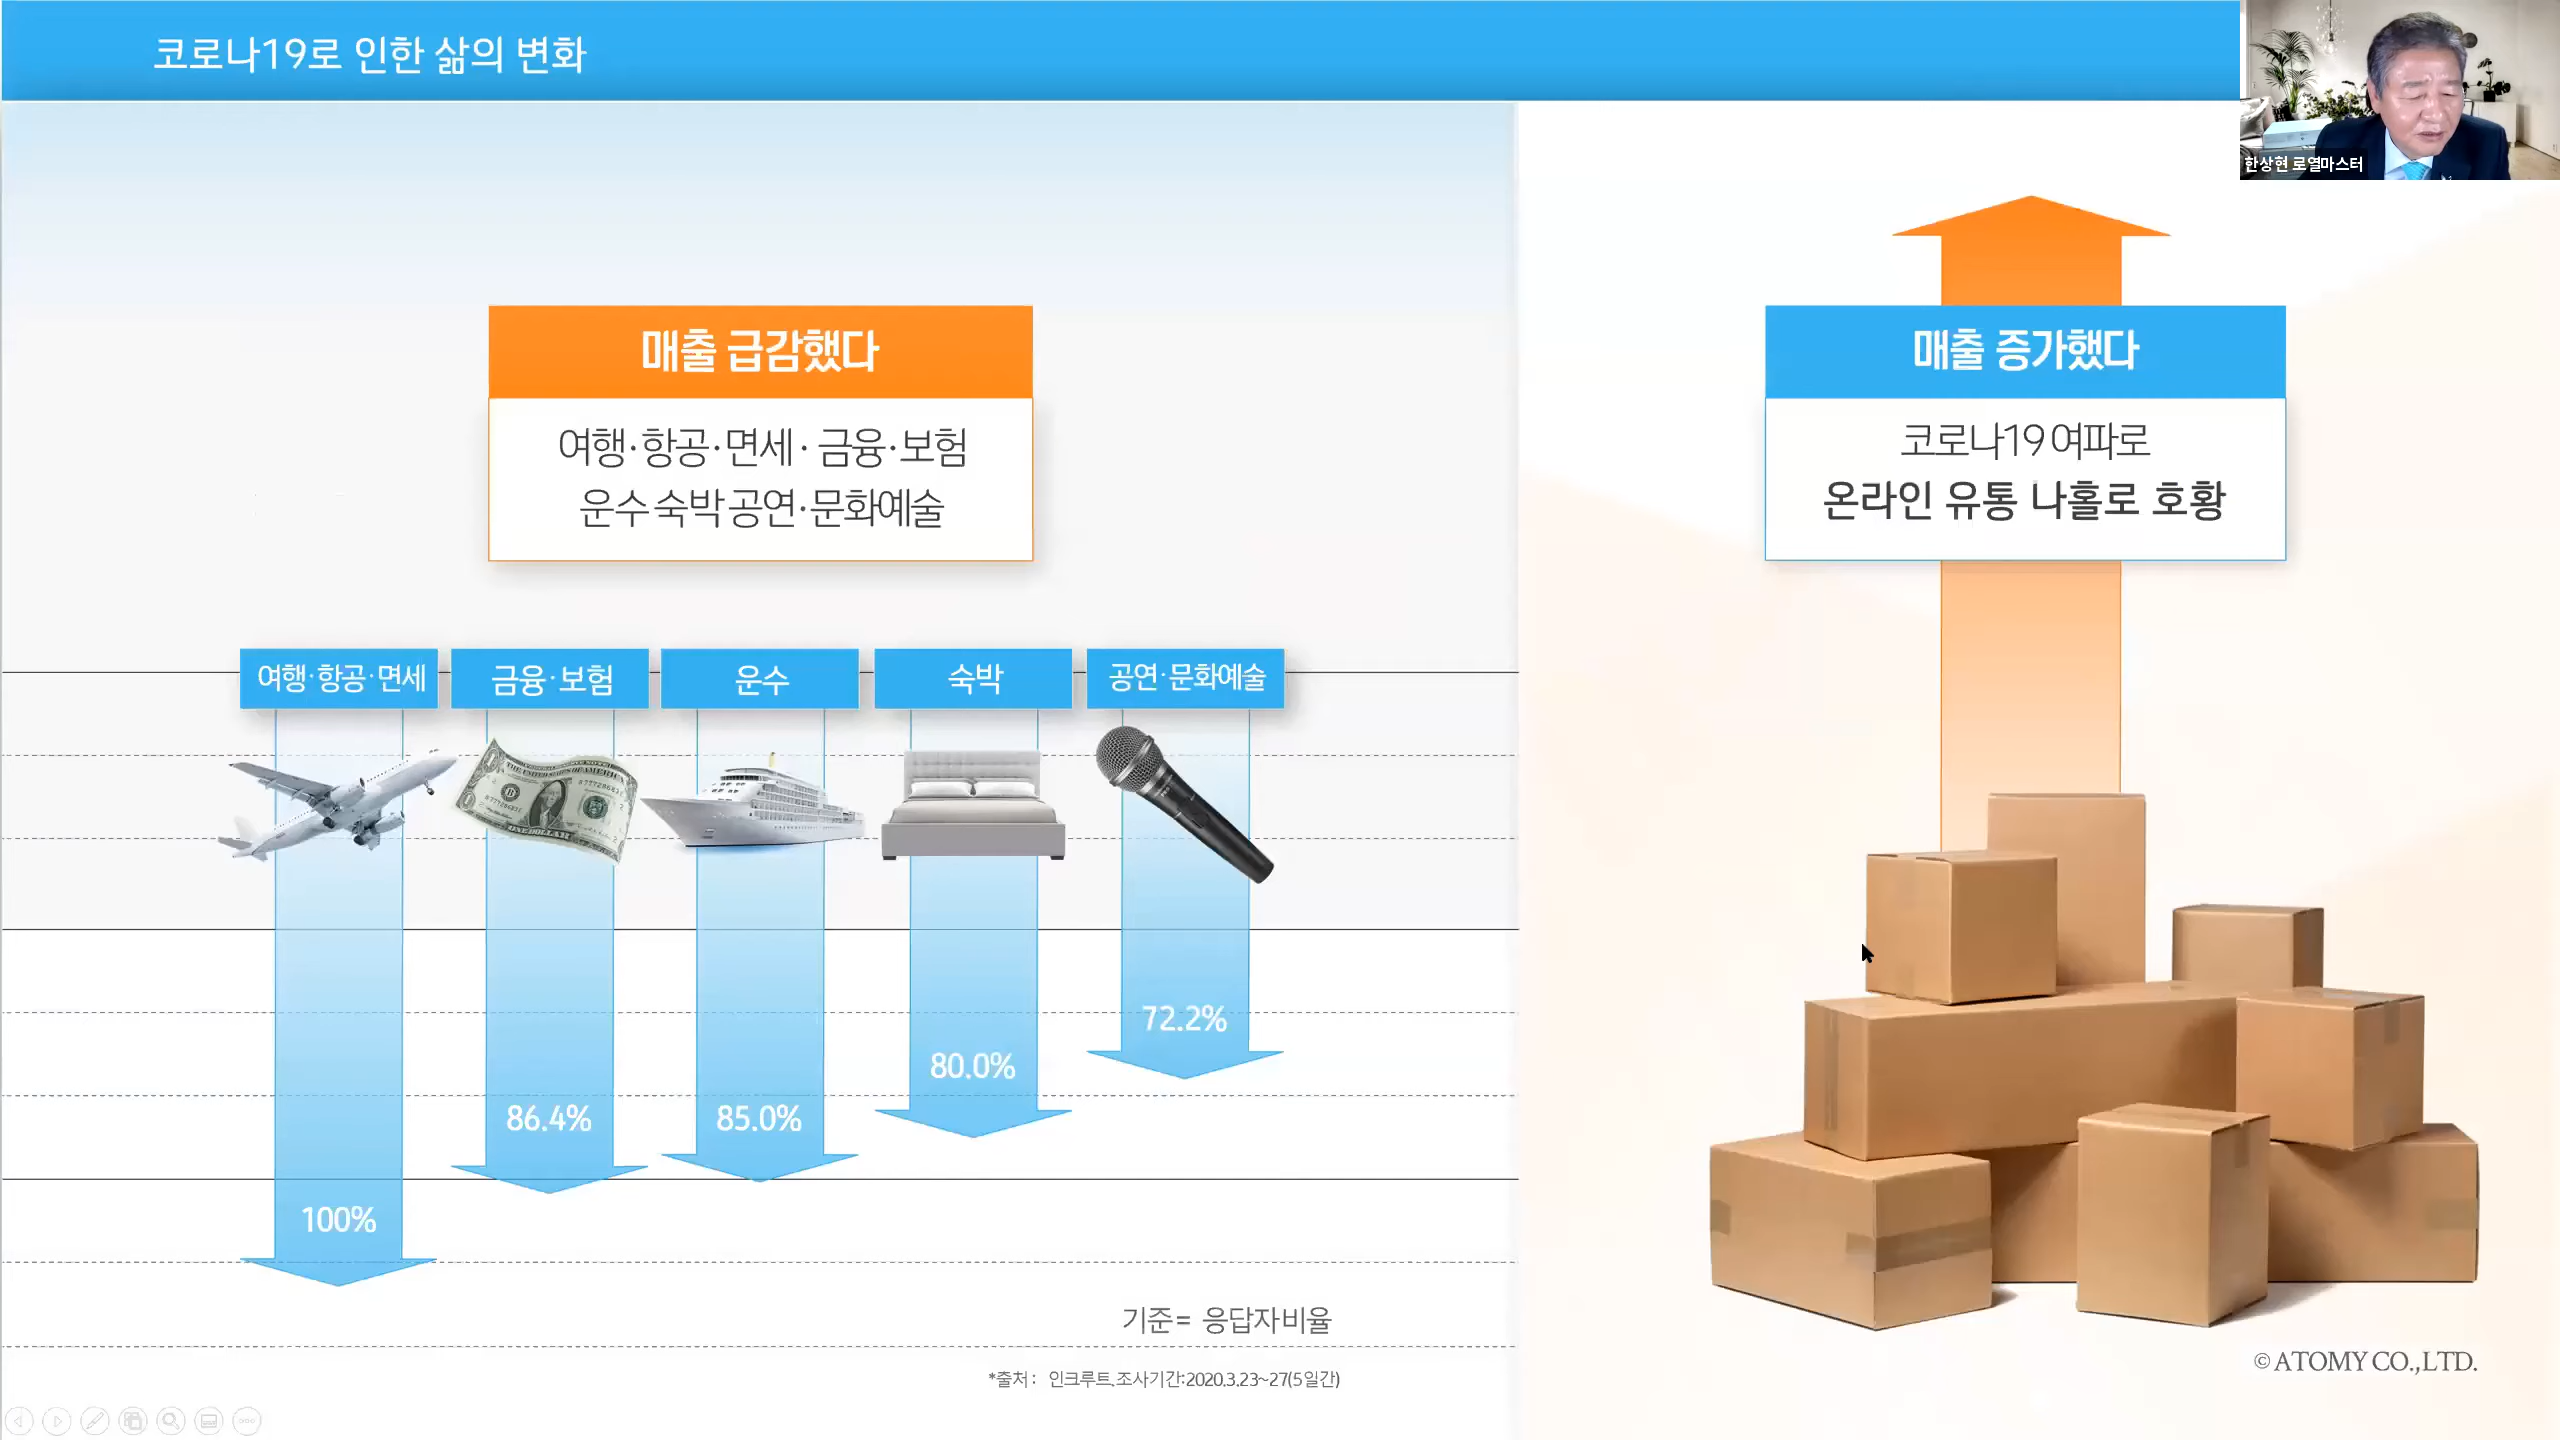 코로나19로 인한 삶의 변화
한상현 로열마스터
매출 급감했다
여행·항공·면세·금융·보험
운수 숙박 공연·문화예술
매출 증가했다
코로나19 여파로
온라인 유통 나홀로 호황
여행·항공·면세
금융·보험
운수
숙박
공연·문화예술
100%
86.4%
85.0%
80.0%
72.2%
기준= 응답자비율
*출처: 인크루트,조사기간:2020.3.23~27(5일간)
© ATOMY CO.,LTD.